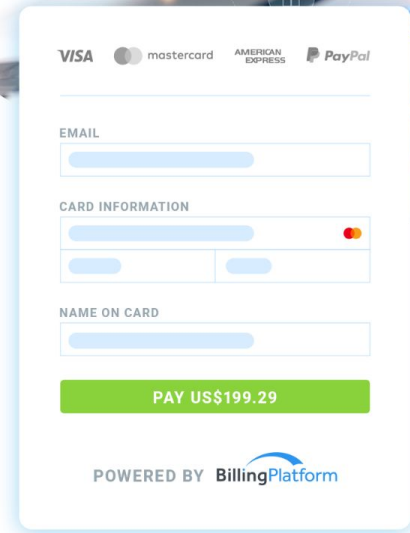 VISA mastercard AMERICAN EXPRESS PayPal
EMAIL
CARD INFORMATION
NAME ON CARD
PAY US$199.29
POWERED BY BillingPlatform